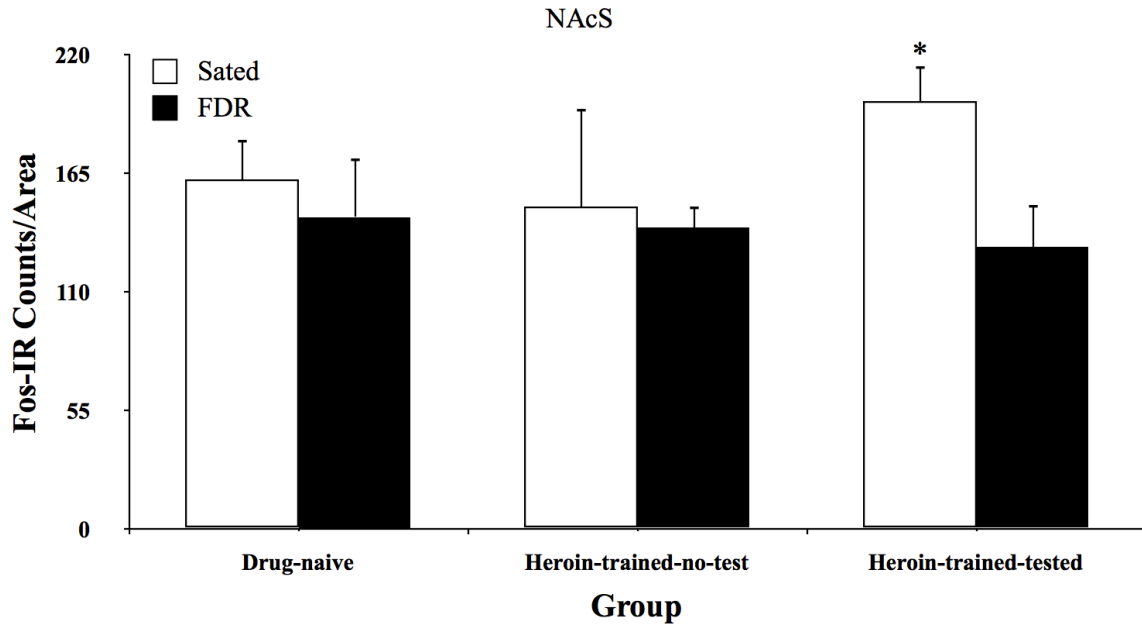 NAcS
220
*
Sated
FDR
165
110
55
0
Fos-IR Counts/Area
Drug-naive
Heroin-trained-no-test
Heroin-trained-tested
Group